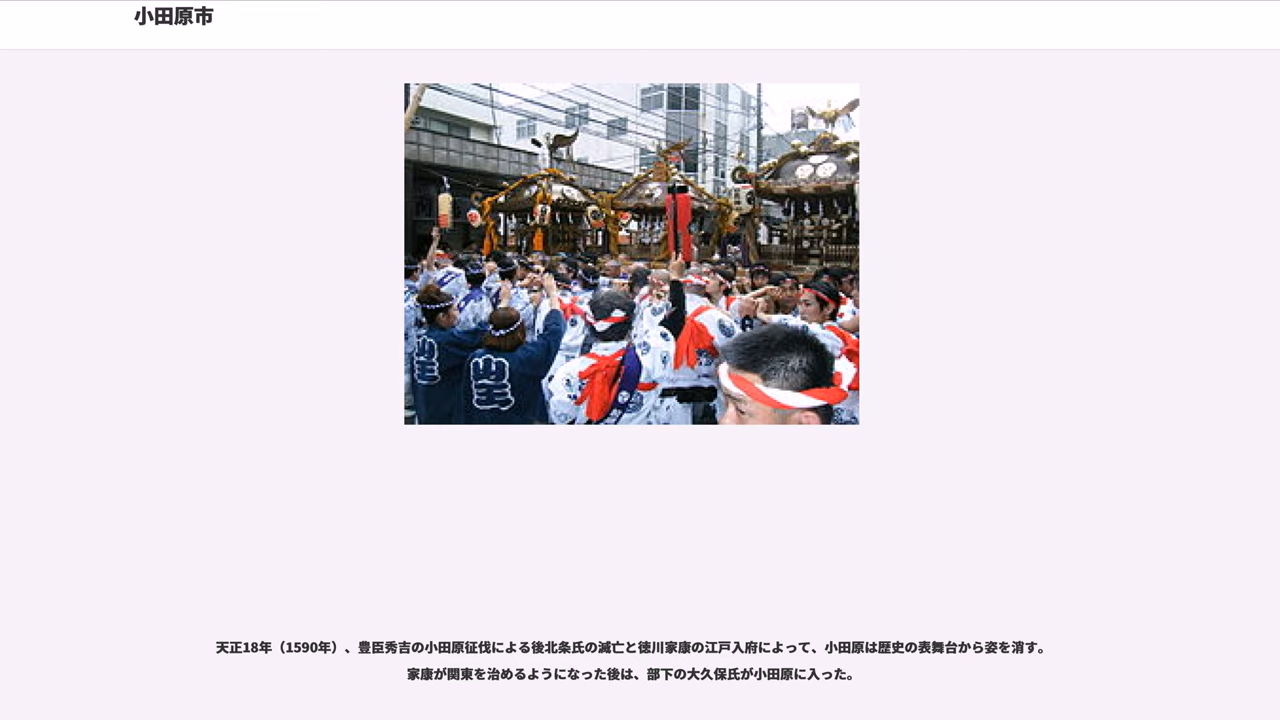 小田原市
山王
山王
天正18年（1590年）、豊臣秀吉の小田原征伐による後北条氏の滅亡と徳川家康の江戸入府によって、小田原は歴史の表舞台から姿を消す。
家康が関東を治めるようになった後は、部下の大久保氏が小田原に入った。